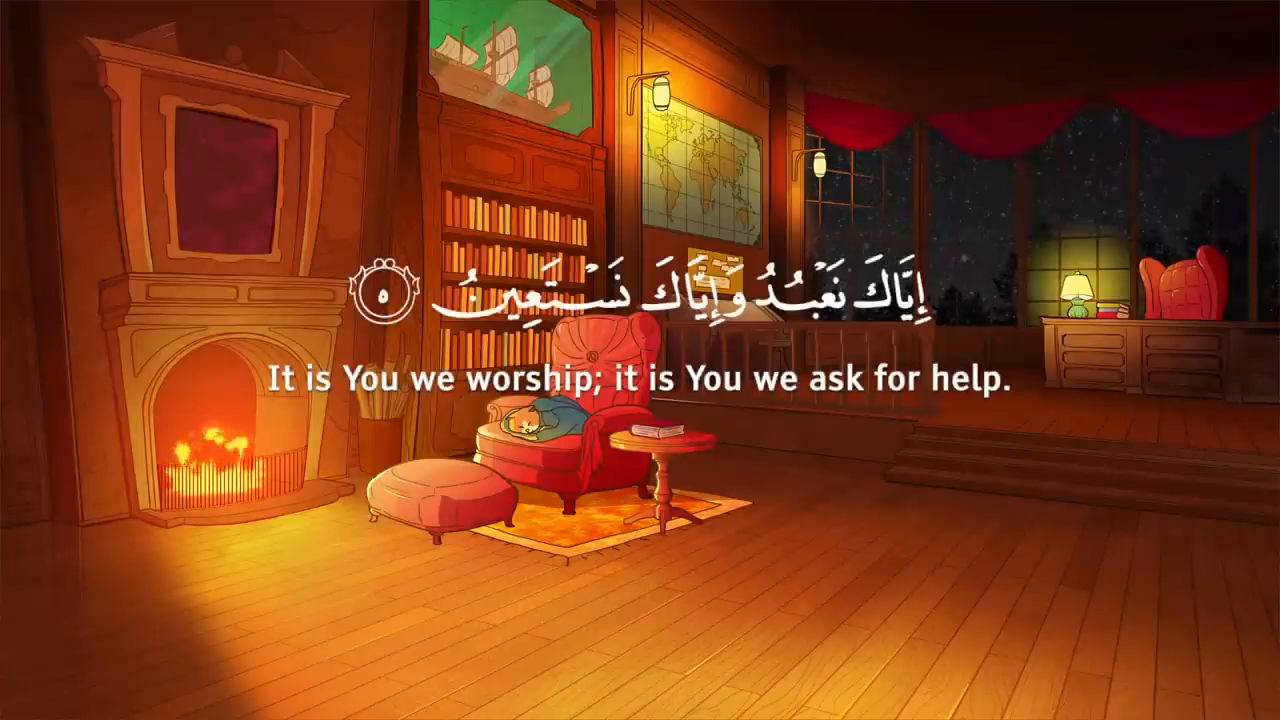 إِيَّاكَ نَعْبُدُ وَإِيَّاكَ نَسْتَعِينُ ٥
It is You we worship; it is You we ask for help.